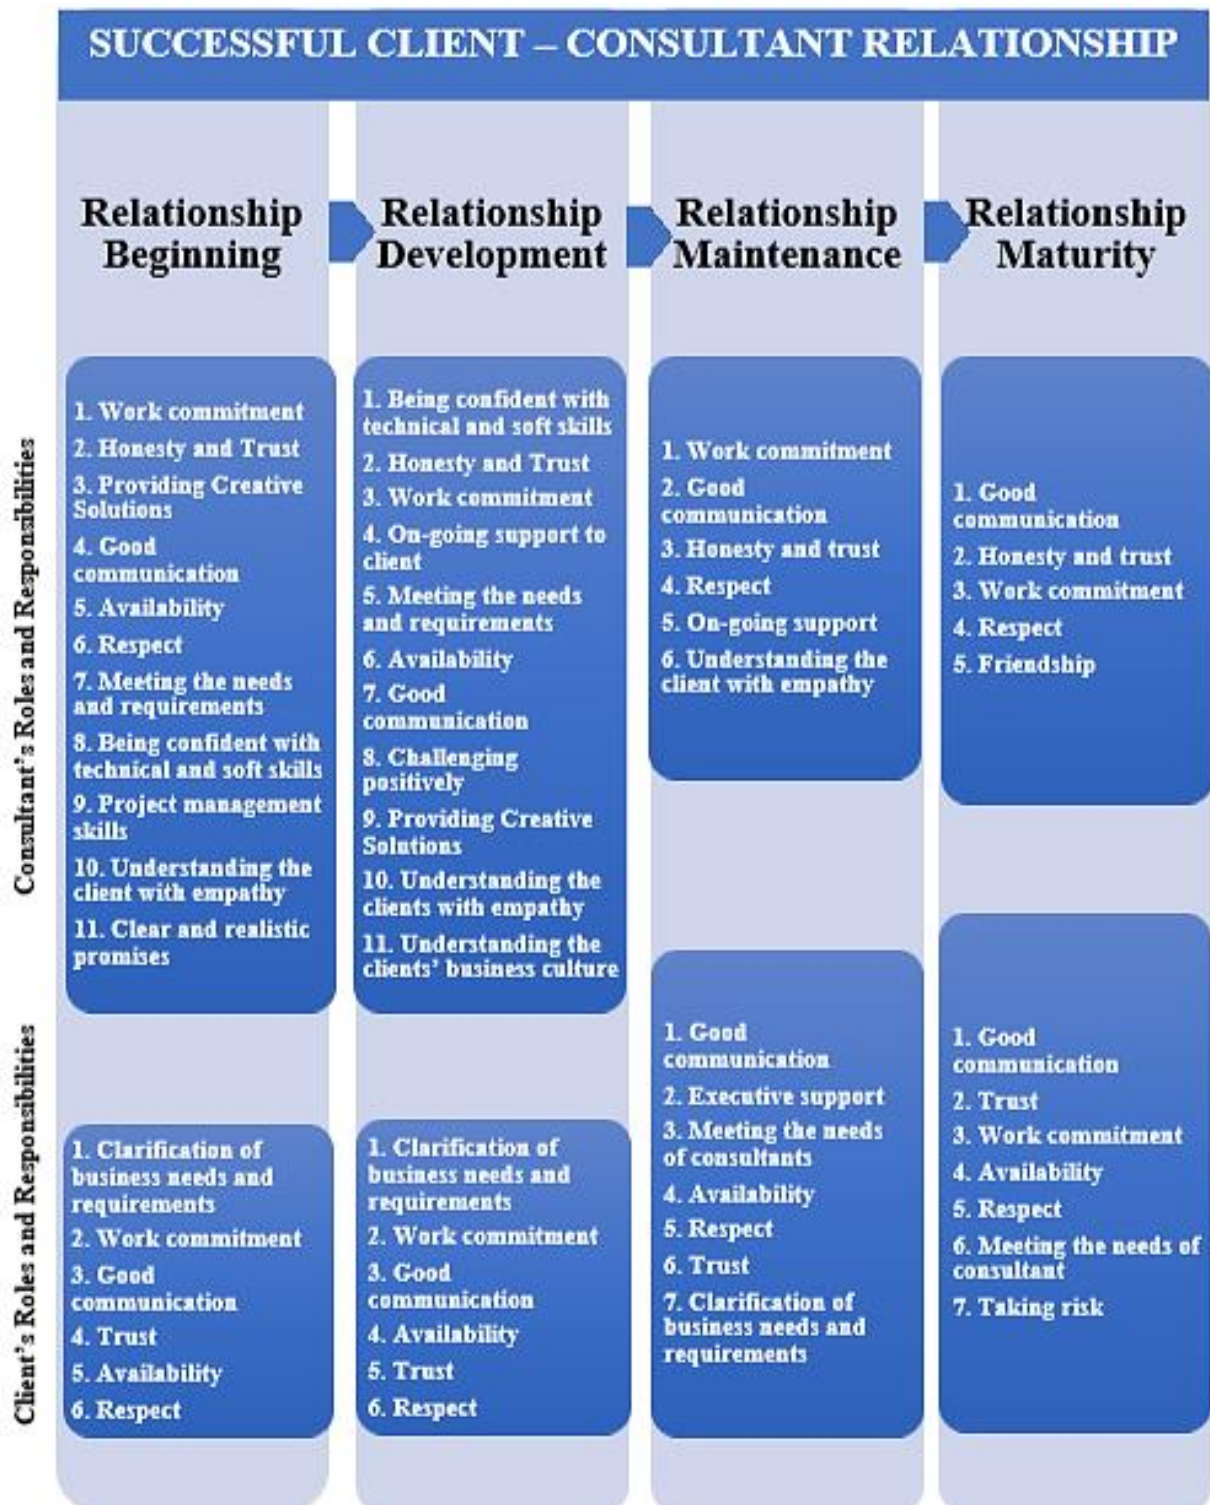 SUCCESSFUL CLIENT – CONSULTANT RELATIONSHIP
Relationship
Beginning
Relationship
Development
Relationship
Maintenance
Relationship
Maturity
Consultant's Roles and Responsibilities
1. Work commitment
2. Honesty and Trust
3. Providing Creative
Solutions
4. Good
communication
5. Availability
6. Respect
7. Meeting the needs
and requirements
8. Being confident with
technical and soft skills
9. Project management
skills
10. Understanding the
client with empathy
11. Clear and realistic
promises
1. Being confident with
technical and soft skills
2. Honesty and Trust
3. Work commitment
4. On-going support to
client
5. Meeting the needs
and requirements
6. Availability
7. Good
communication
8. Challenging
positively
9. Providing Creative
Solutions
10. Understanding the
clients with empathy
11. Understanding the
clients' business culture
1. Work commitment
2. Good
communication
3. Honesty and trust
4. Respect
5. On-going support
6. Understanding the
client with empathy
1. Good
communication
2. Honesty and trust
3. Work commitment
4. Respect
5. Friendship
Client's Roles and Responsibilities
1. Clarification of
business needs and
requirements
2. Work commitment
3. Good
communication
4. Trust
5. Availability
6. Respect
1. Clarification of
business needs and
requirements
2. Work commitment
3. Good
communication
4. Availability
5. Trust
6. Respect
1. Good
communication
2. Executive support
3. Meeting the needs
of consultants
4. Availability
5. Respect
6. Trust
7. Clarification of
business needs and
requirements
1. Good
communication
2. Trust
3. Work commitment
4. Availability
5. Respect
6. Meeting the needs of
consultant
7. Taking risk